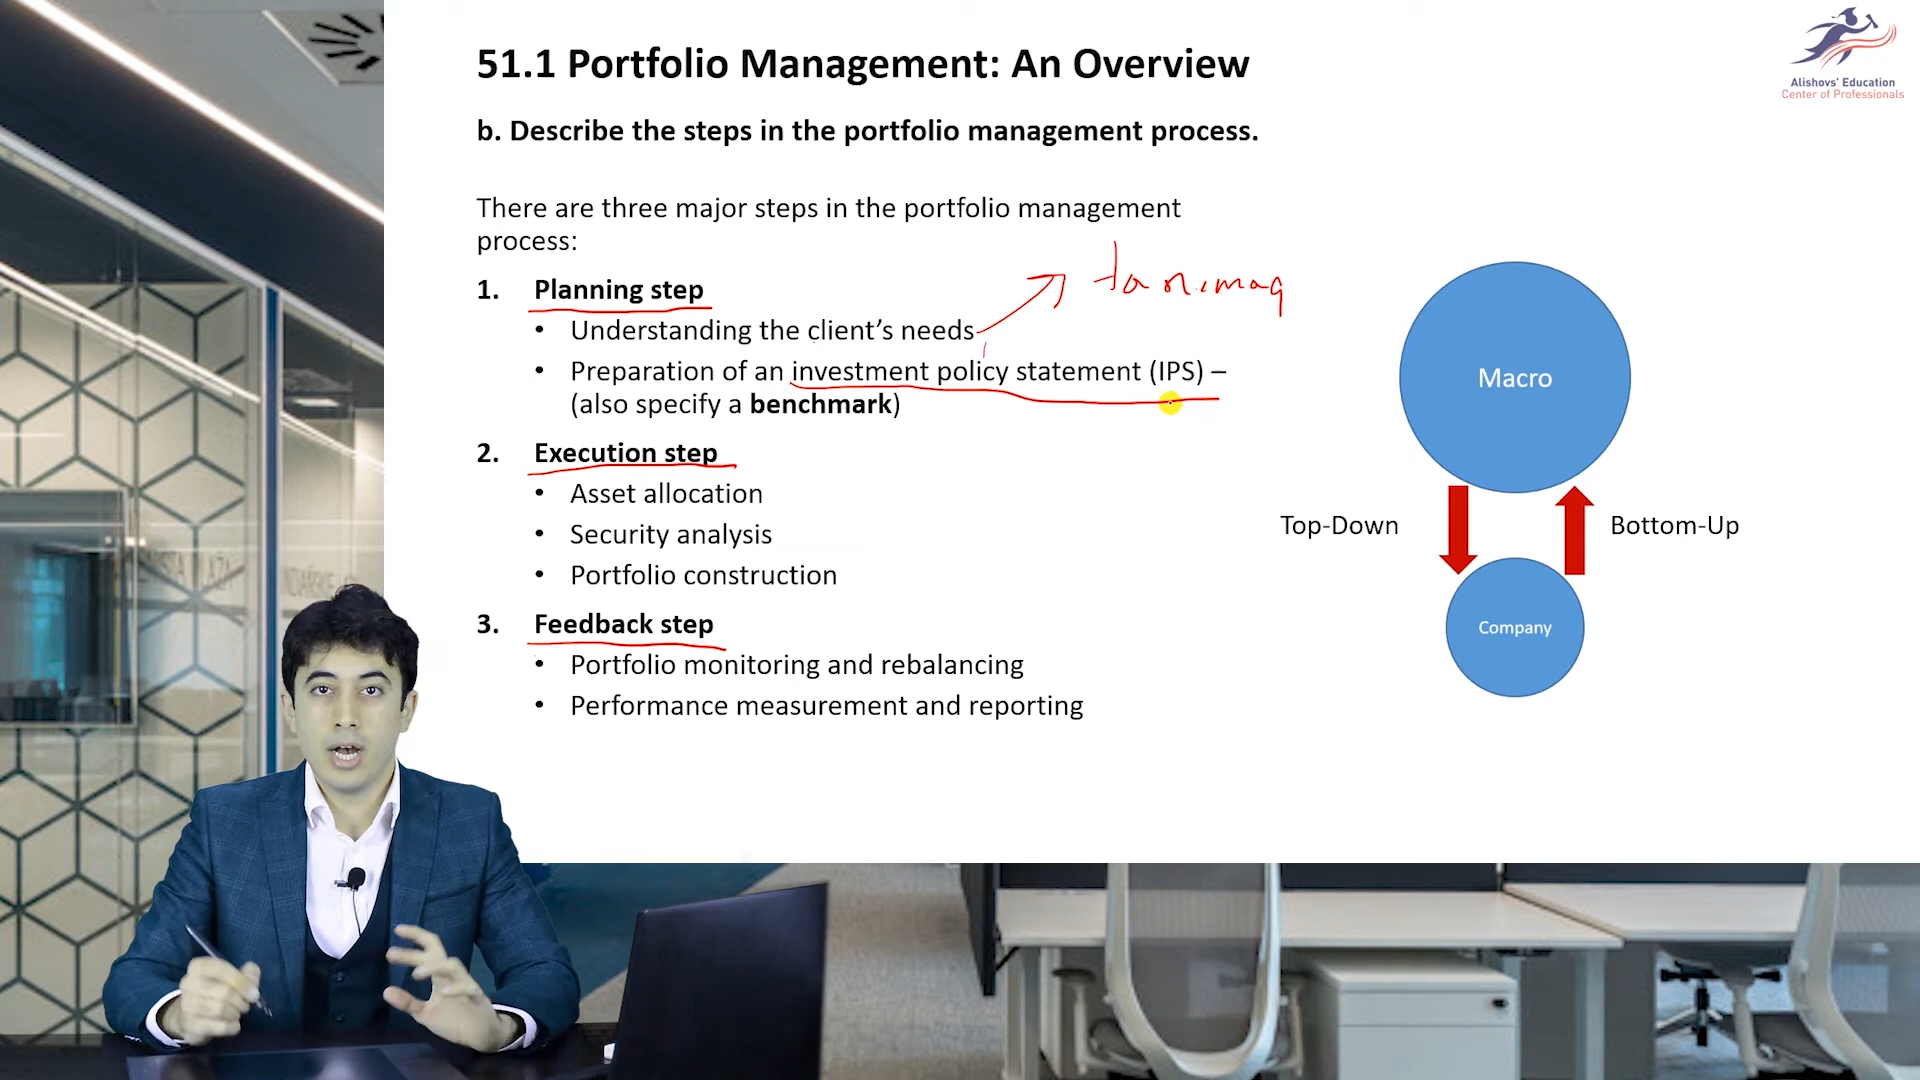 51.1 Portfolio Management: An Overview
Alishovs' Education
Center of Professionals
b. Describe the steps in the portfolio management process.
There are three major steps in the portfolio management
process:
1. Planning step
tanımaq
• Understanding the client's needs
• Preparation of an investment policy statement (IPS) –
(also specify a benchmark)
2. Execution step
• Asset allocation
• Security analysis
• Portfolio construction
3. Feedback step
• Portfolio monitoring and rebalancing
• Performance measurement and reporting
Macro
Top-Down
Bottom-Up
Company